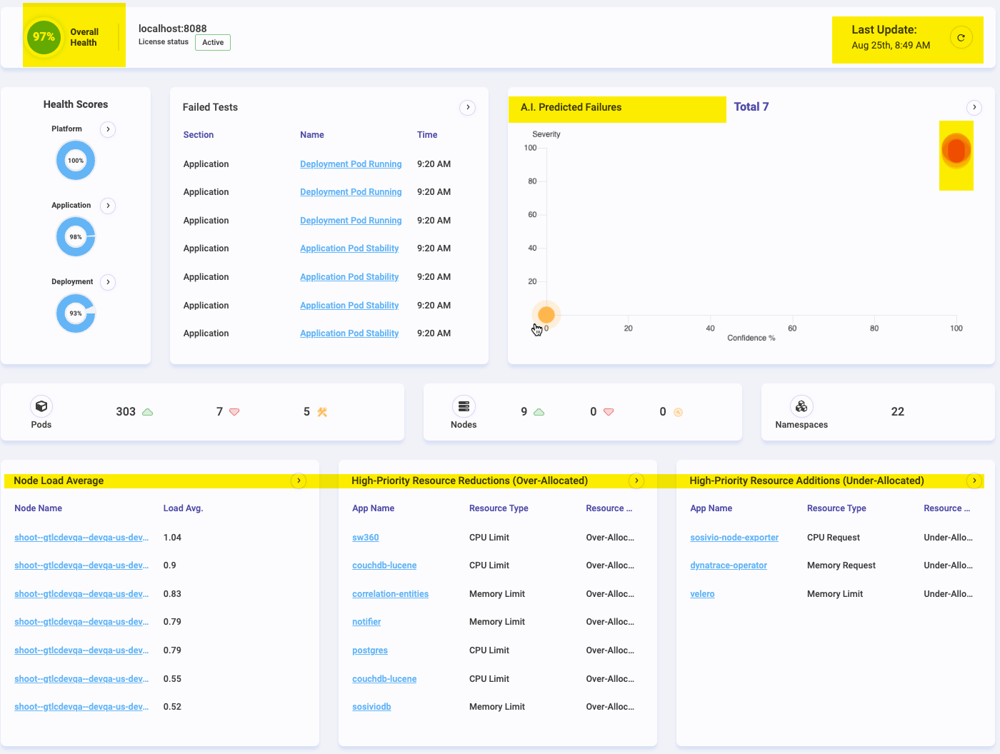 97%
Overall
Health
localhost:8088
License status Active
Last Update:
Aug 25th, 8:49 AM
Health Scores
Platform
100%
Application
98%
Deployment
93%
Failed Tests
Section Name Time
Application Deployment Pod Running 9:20 AM
Application Deployment Pod Running 9:20 AM
Application Deployment Pod Running 9:20 AM
Application Application Pod Stability 9:20 AM
Application Application Pod Stability 9:20 AM
Application Application Pod Stability 9:20 AM
Application Application Pod Stability 9:20 AM
A.I. Predicted Failures Total 7
Severity
100
80
60
40
20
0 20 40 60 80 100
Confidence %
Pods 303 7 5
Nodes 9 0 0
Namespaces 22
Node Load Average
Node Name Load Avg.
shoot--gtlcdevqa--devqa-us-dev... 1.04
shoot--gtlcdevqa--devqa-us-dev... 0.9
shoot--gtlcdevqa--devqa-us-dev... 0.83
shoot--gtlcdevqa--devqa-us-dev... 0.79
shoot--gtlcdevqa--devqa-us-dev... 0.79
shoot--gtlcdevqa--devqa-us-dev... 0.55
shoot--gtlcdevqa--devqa-us-dev... 0.52
High-Priority Resource Reductions (Over-Allocated)
App Name Resource Type Resource ...
sw360 CPU Limit Over-Alloc...
couchdb-lucene CPU Limit Over-Alloc...
correlation-entities Memory Limit Over-Alloc...
notifier Memory Limit Over-Alloc...
postgres CPU Limit Over-Alloc...
couchdb-lucene CPU Limit Over-Alloc...
sosiviodb Memory Limit Over-Alloc...
High-Priority Resource Additions (Under-Allocated)
App Name Resource Type Resource ...
sosivio-node-exporter CPU Request Under-Allo...
dynatrace-operator Memory Request Under-Allo...
velero Memory Limit Under-Allo...